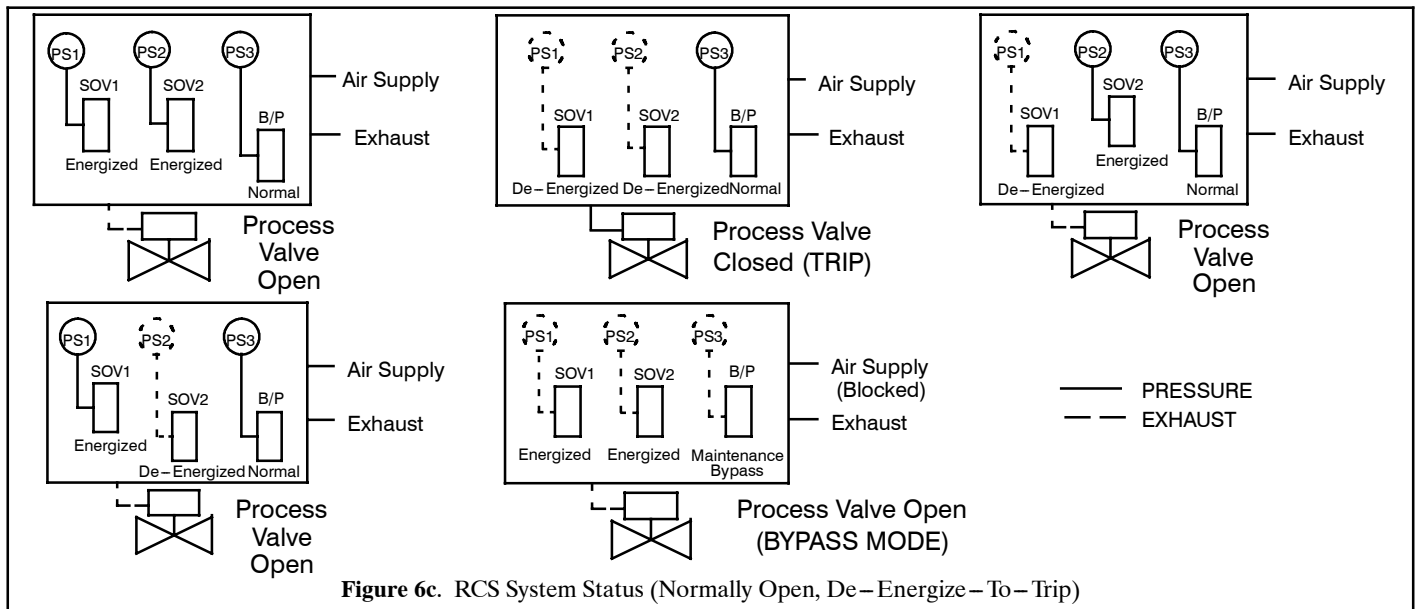 PS1
PS2
PS3
SOV1
SOV2
B/P
Energized
Energized
Normal
Air Supply
Exhaust
Process
Valve
Open
PS1
PS2
PS3
SOV1
SOV2
B/P
De-Energized
De-Energized
Normal
Air Supply
Exhaust
Process Valve
Closed (TRIP)
PS1
PS2
PS3
SOV1
SOV2
B/P
De-Energized
Energized
Normal
Air Supply
Exhaust
Process
Valve
Open
PS1
PS2
PS3
SOV1
SOV2
B/P
Energized
De-Energized
Normal
Air Supply
Exhaust
Process
Valve
Open
PS1
PS2
PS3
SOV1
SOV2
B/P
Energized
Energized
Maintenance
Bypass
Air Supply
(Blocked)
Exhaust
Process Valve Open
(BYPASS MODE)
PRESSURE
EXHAUST
Figure 6c. RCS System Status (Normally Open, De-Energize-To-Trip)